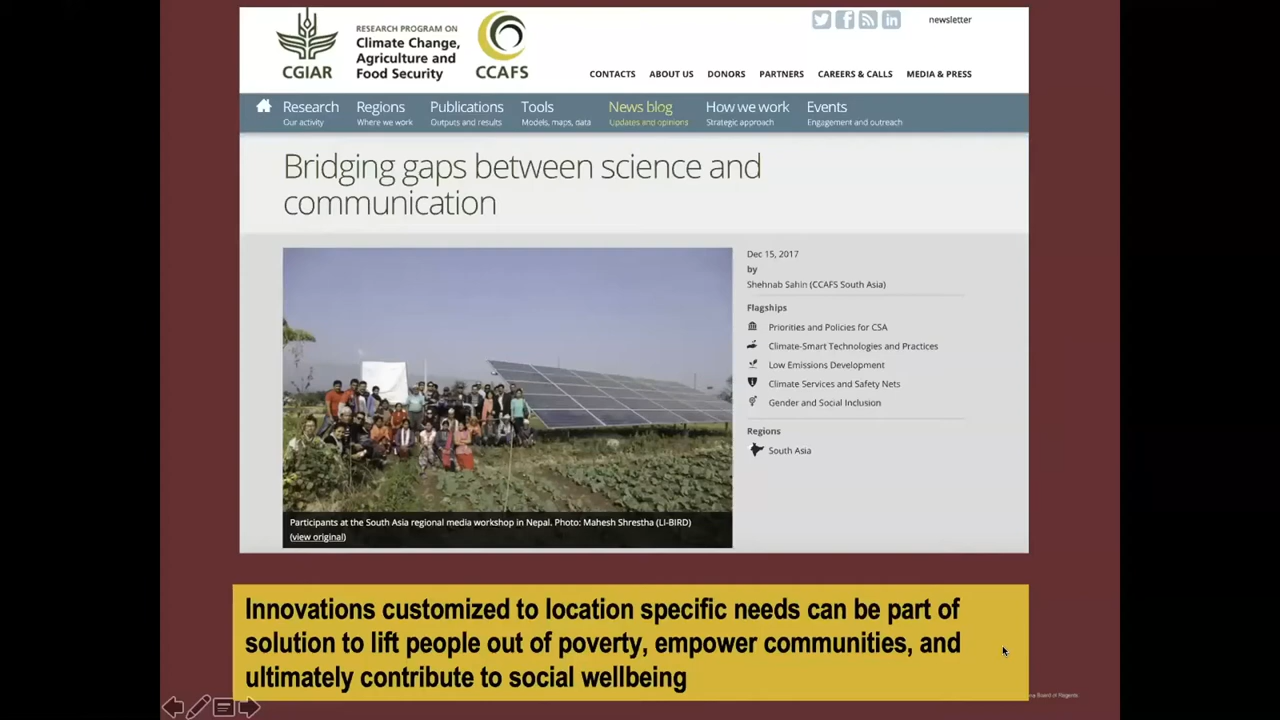 CGIAR
RESEARCH PROGRAM ON
Climate Change,
Agriculture and
Food Security
CCAFS
newsletter
CONTACTS ABOUT US DONORS PARTNERS CAREERS & CALLS MEDIA & PRESS
Research Regions Publications Tools News blog How we work Events
Our activity Where we work Outputs and results Models, maps, data Updates and opinions Strategic approach Engagement and outreach
Bridging gaps between science and
communication
Dec 15, 2017
by
Shehnab Sahin (CCAFS South Asia)
Flagships
Priorities and Policies for CSA
Climate-Smart Technologies and Practices
Low Emissions Development
Climate Services and Safety Nets
Gender and Social Inclusion
Regions
South Asia
Participants at the South Asia regional media workshop in Nepal. Photo: Mahesh Shrestha (LI-BIRD)
(view original)
Innovations customized to location specific needs can be part of
solution to lift people out of poverty, empower communities, and
ultimately contribute to social wellbeing
Board of Regents